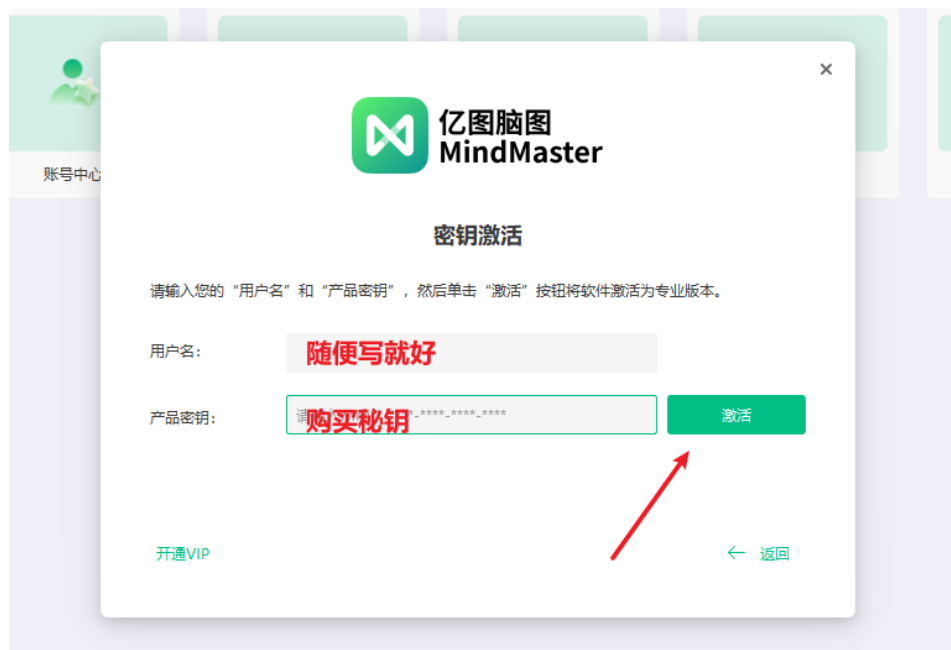 ×
亿图脑图
MindMaster
账号中心
密钥激活
请输入您的“用户名”和“产品密钥”，然后单击“激活”按钮将软件激活为专业版本。
用户名：
随便写就好
产品密钥：
请
购买秘钥
*-****-****-****
激活
开通VIP
← 返回